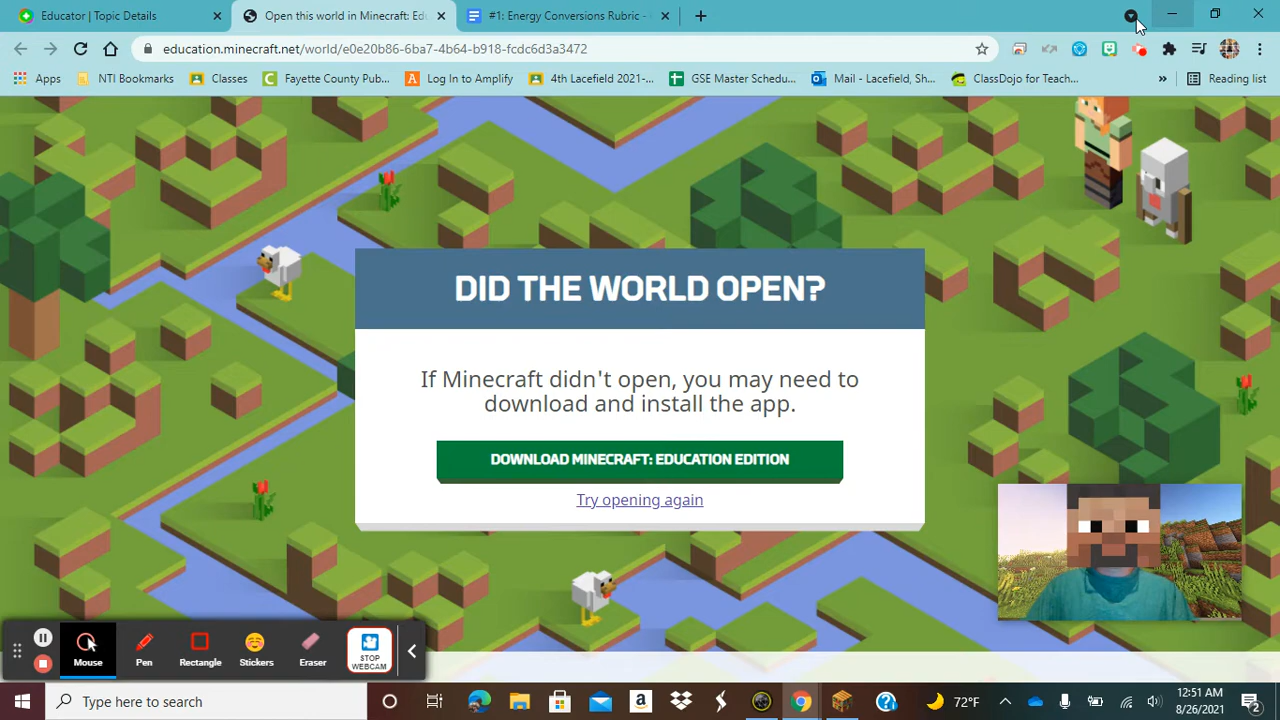 Educator | Topic Details
Open this world in Minecraft: Edu
#1: Energy Conversions Rubric -
education.minecraft.net/world/e0e20b86-6ba7-4b64-b918-fcdc6d3a3472
Apps
NTI Bookmarks
Classes
Fayette County Pub...
Log In to Amplify
4th Lacefield 2021-...
GSE Master Schedu...
Mail - Lacefield, Sh...
ClassDojo for Teach...
»
Reading list
DID THE WORLD OPEN?
If Minecraft didn't open, you may need to
download and install the app.
DOWNLOAD MINECRAFT: EDUCATION EDITION
Try opening again
Mouse
Pen
Rectangle
Stickers
Eraser
STOP
WEBCAM
Type here to search
72°F
12:51 AM
8/26/2021
2